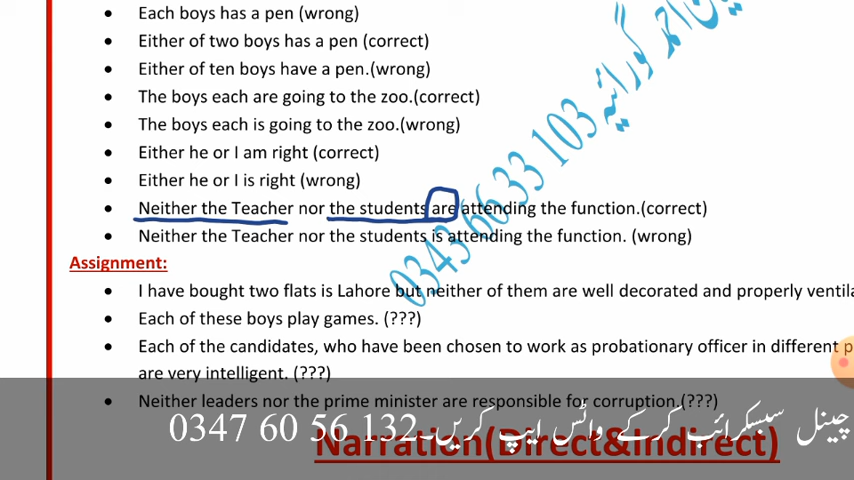 Each boys has a pen (wrong)
Either of two boys has a pen (correct)
Either of ten boys have a pen.(wrong)
The boys each are going to the zoo.(correct)
The boys each is going to the zoo.(wrong)
Either he or I am right (correct)
Either he or I is right (wrong)
Neither the Teacher nor the students are attending the function.(correct)
Neither the Teacher nor the students is attending the function. (wrong)
0343 6633 103
Assignment:
I have bought two flats is Lahore but neither of them are well decorated and properly ventila
Each of these boys play games. (???)
Each of the candidates, who have been chosen to work as probationary officer in different p
are very intelligent. (???)
Neither leaders nor the prime minister are responsible for corruption.(???)
چینل سبسکرائب کرکے واٹس ایپ کریں۔ 0347 60 56 132
Narration(Direct&Indirect)